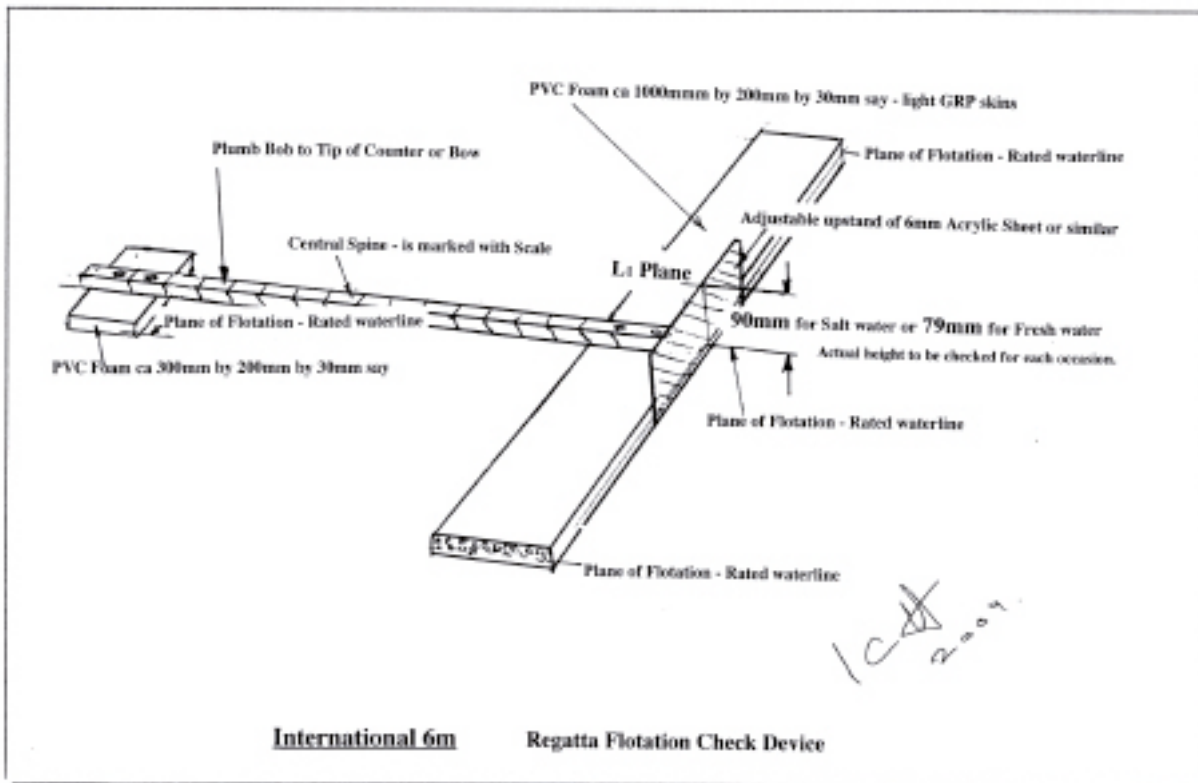 PVC Foam ca 1000mmm by 200mm by 30mm say - light GRP skins
Plumb Bob to Tip of Counter or Bow
Plane of Flotation - Rated waterline
Adjustable upstand of 6mm Acrylic Sheet or similar
Central Spine - is marked with Scale
L1 Plane
Plane of Flotation - Rated waterline
90mm for Salt water or 79mm for Fresh water
Actual height to be checked for each occasion.
PVC Foam ca 300mm by 200mm by 30mm say
Plane of Flotation - Rated waterline
Plane of Flotation - Rated waterline
2009.
International 6m Regatta Flotation Check Device